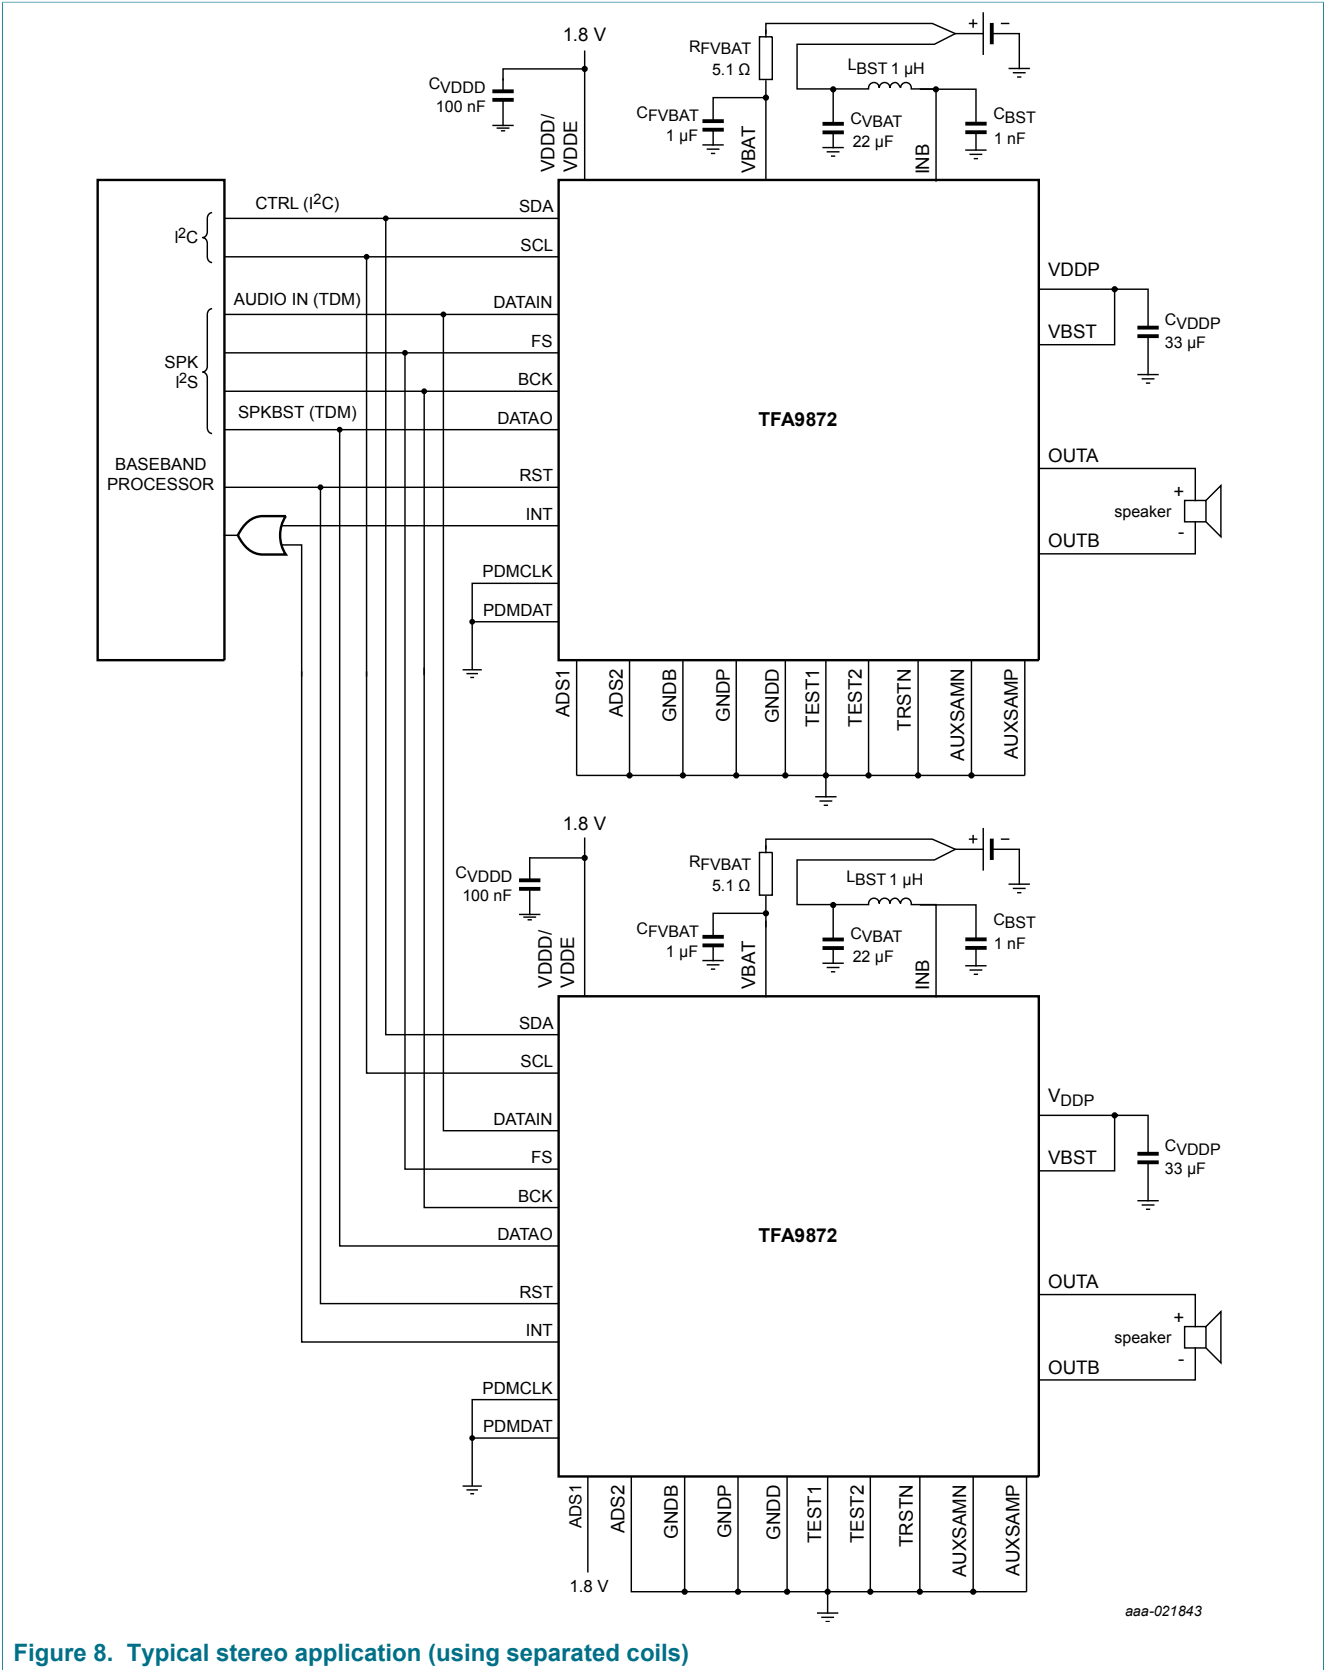 1.8 V
CVDDD
100 nF
VDDD/
VDDE
RFVBAT
5.1 Ω
CFVBAT
1 µF
VBAT
+
−
LBST 1 µH
CVBAT
22 µF
INB
CBST
1 nF
BASEBAND
PROCESSOR
I2C
SPK
I2S
CTRL (I2C)
AUDIO IN (TDM)
SPKBST (TDM)
SDA
SCL
DATAIN
FS
BCK
DATAO
RST
INT
PDMCLK
PDMDAT
TFA9872
VDDP
VBST
CVDDP
33 µF
OUTA
+
speaker
-
OUTB
ADS1
ADS2
GNDB
GNDP
GNDD
TEST1
TEST2
TRSTN
AUXSAMN
AUXSAMP
1.8 V
CVDDD
100 nF
VDDD/
VDDE
RFVBAT
5.1 Ω
CFVBAT
1 µF
VBAT
+
−
LBST 1 µH
CVBAT
22 µF
INB
CBST
1 nF
SDA
SCL
DATAIN
FS
BCK
DATAO
RST
INT
PDMCLK
PDMDAT
TFA9872
VDDP
VBST
CVDDP
33 µF
OUTA
+
speaker
-
OUTB
ADS1
ADS2
GNDB
GNDP
GNDD
TEST1
TEST2
TRSTN
AUXSAMN
AUXSAMP
1.8 V
aaa-021843
Figure 8. Typical stereo application (using separated coils)